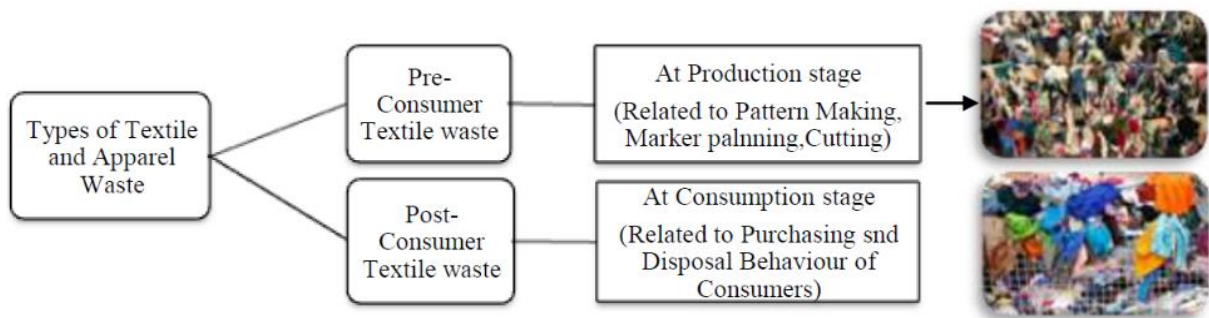 Types of Textile
and Apparel
Waste
Pre-
Consumer
Textile waste
At Production stage
(Related to Pattern Making,
Marker palnning,Cutting)
Post-
Consumer
Textile waste
At Consumption stage
(Related to Purchasing snd
Disposal Behaviour of
Consumers)